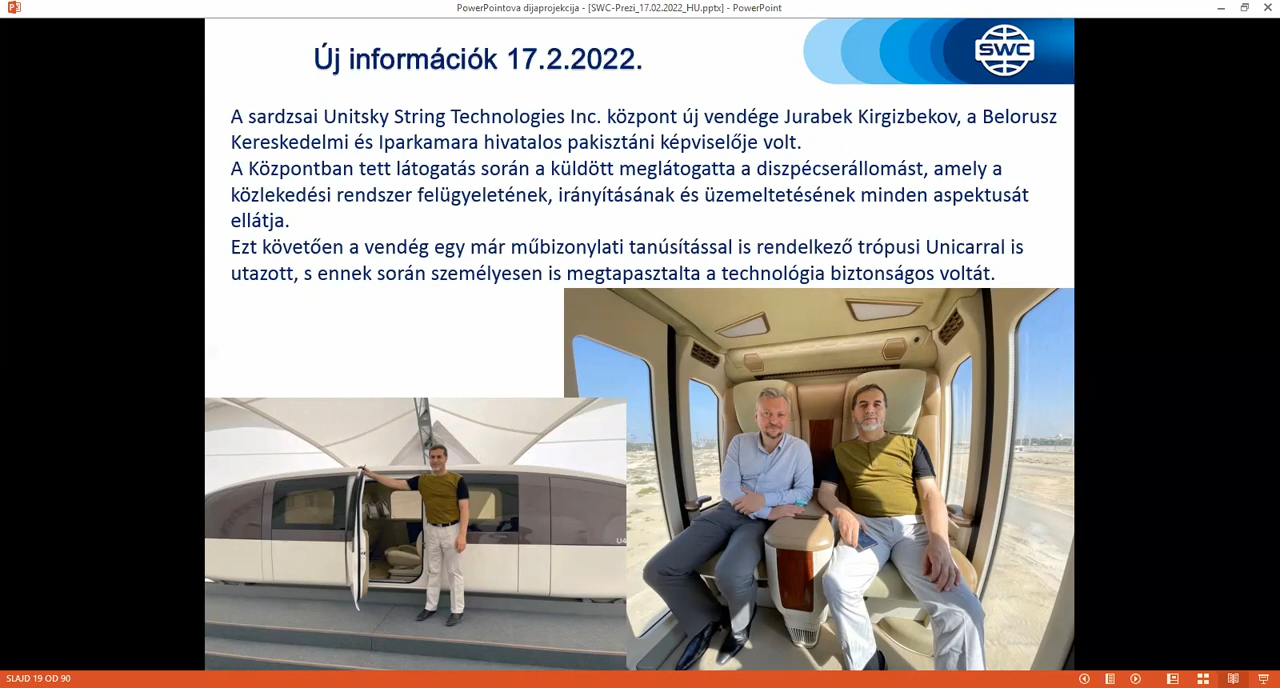 PowerPointova dijaprojekcija - [SWC-Prezi_17.02.2022_HU.pptx] - PowerPoint
Új információk 17.2.2022.
SWC
A sardzsai Unitsky String Technologies Inc. központ új vendége Jurabek Kirgizbekov, a Belorusz
Kereskedelmi és Iparkamara hivatalos pakisztáni képviselője volt.
A Központban tett látogatás során a küldött meglátogatta a diszpécserállomást, amely a
közlekedési rendszer felügyeletének, irányításának és üzemeltetésének minden aspektusát
ellátja.
Ezt követően a vendég egy már műbizonylati tanúsítással is rendelkező trópusi Unicarral is
utazott, s ennek során személyesen is megtapasztalta a technológia biztonságos voltát.
U4
SLAJD 19 OD 90